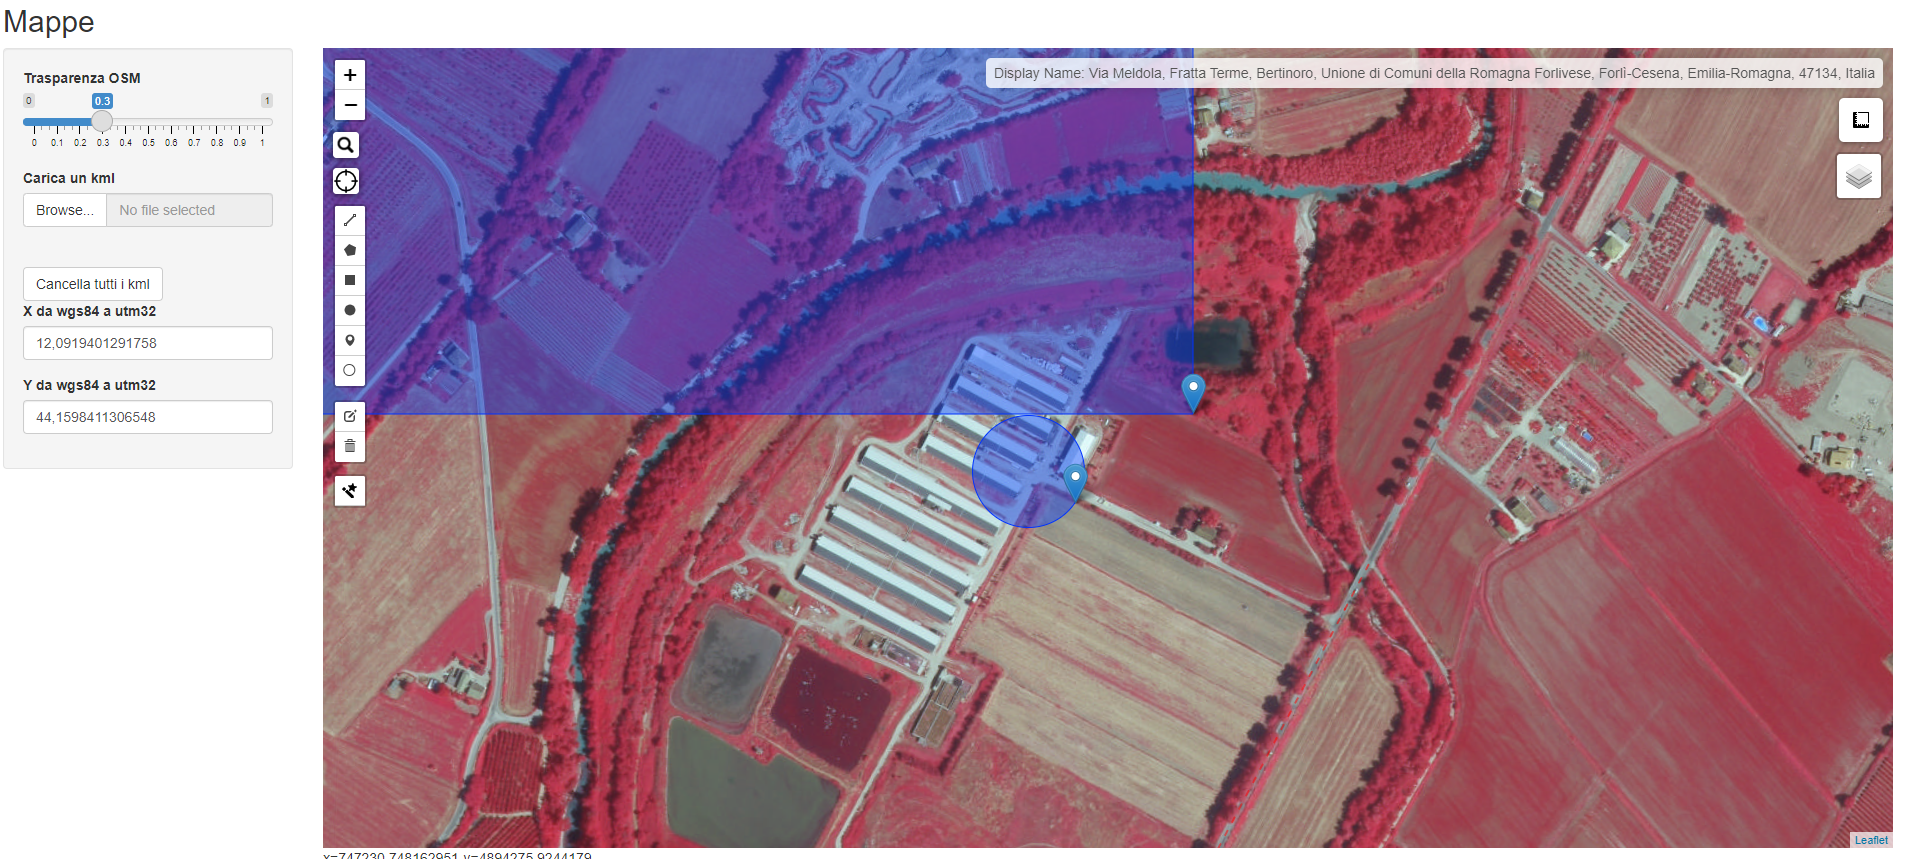 Mappe
Trasparenza OSM
0 0.3 1
0 0.1 0.2 0.3 0.4 0.5 0.6 0.7 0.8 0.9 1
Carica un kml
Browse... No file selected
Cancella tutti i kml
X da wgs84 a utm32
12,0919401291758
Y da wgs84 a utm32
44,1598411306548
+
−
Display Name: Via Meldola, Fratta Terme, Bertinoro, Unione di Comuni della Romagna Forlivese, Forlì-Cesena, Emilia-Romagna, 47134, Italia
Leaflet
x=747230.748162951 y=4894275.9244179